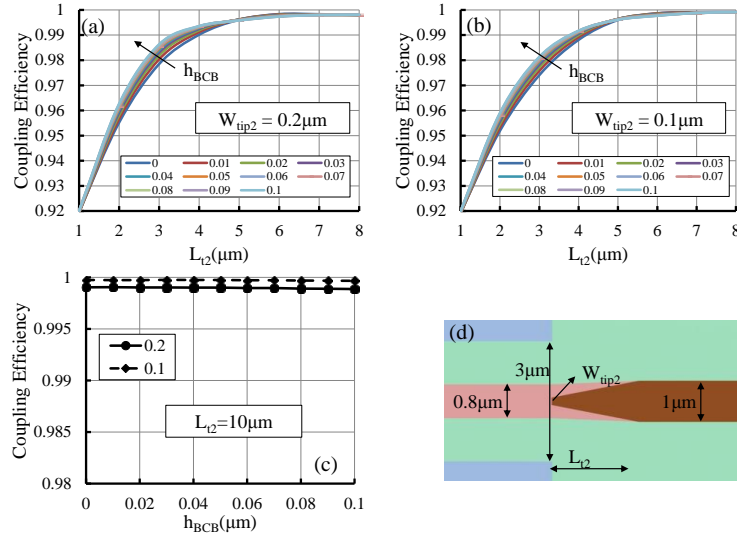 (a)
h_BCB
W_tip2 = 0.2μm
0 0.01 0.02 0.03
0.04 0.05 0.06 0.07
0.08 0.09 0.1
1
0.99
0.98
0.97
0.96
0.95
0.94
0.93
0.92
Coupling Efficiency
1 2 3 4 5 6 7 8
L_t2(μm)
(b)
h_BCB
W_tip2 = 0.1μm
0 0.01 0.02 0.03
0.04 0.05 0.06 0.07
0.08 0.09 0.1
1
0.99
0.98
0.97
0.96
0.95
0.94
0.93
0.92
Coupling Efficiency
1 2 3 4 5 6 7 8
L_t2(μm)
1
0.995
0.99
0.985
0.98
Coupling Efficiency
0.2
0.1
L_t2=10μm
(c)
0 0.02 0.04 0.06 0.08 0.1
h_BCB(μm)
(d)
3μm
W_tip2
0.8μm
1μm
L_t2